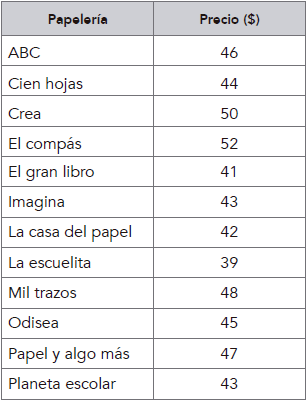 Papelería Precio ($)
ABC 46
Cien hojas 44
Crea 50
El compás 52
El gran libro 41
Imagina 43
La casa del papel 42
La escuelita 39
Mil trazos 48
Odisea 45
Papel y algo más 47
Planeta escolar 43